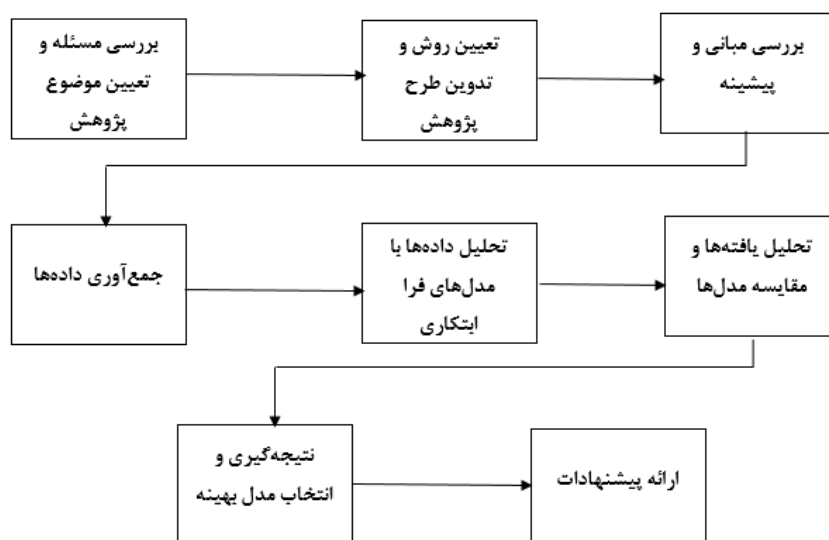 بررسی مسئله و
تعیین موضوع
پژوهش
تعیین روش و
تدوین طرح
پژوهش
بررسی مبانی و
پیشینه
جمع‌آوری داده‌ها
تحلیل داده‌ها با
مدل‌های فرا
ابتکاری
تحلیل یافته‌ها و
مقایسه مدل‌ها
نتیجه‌گیری و
انتخاب مدل بهینه
ارائه پیشنهادات